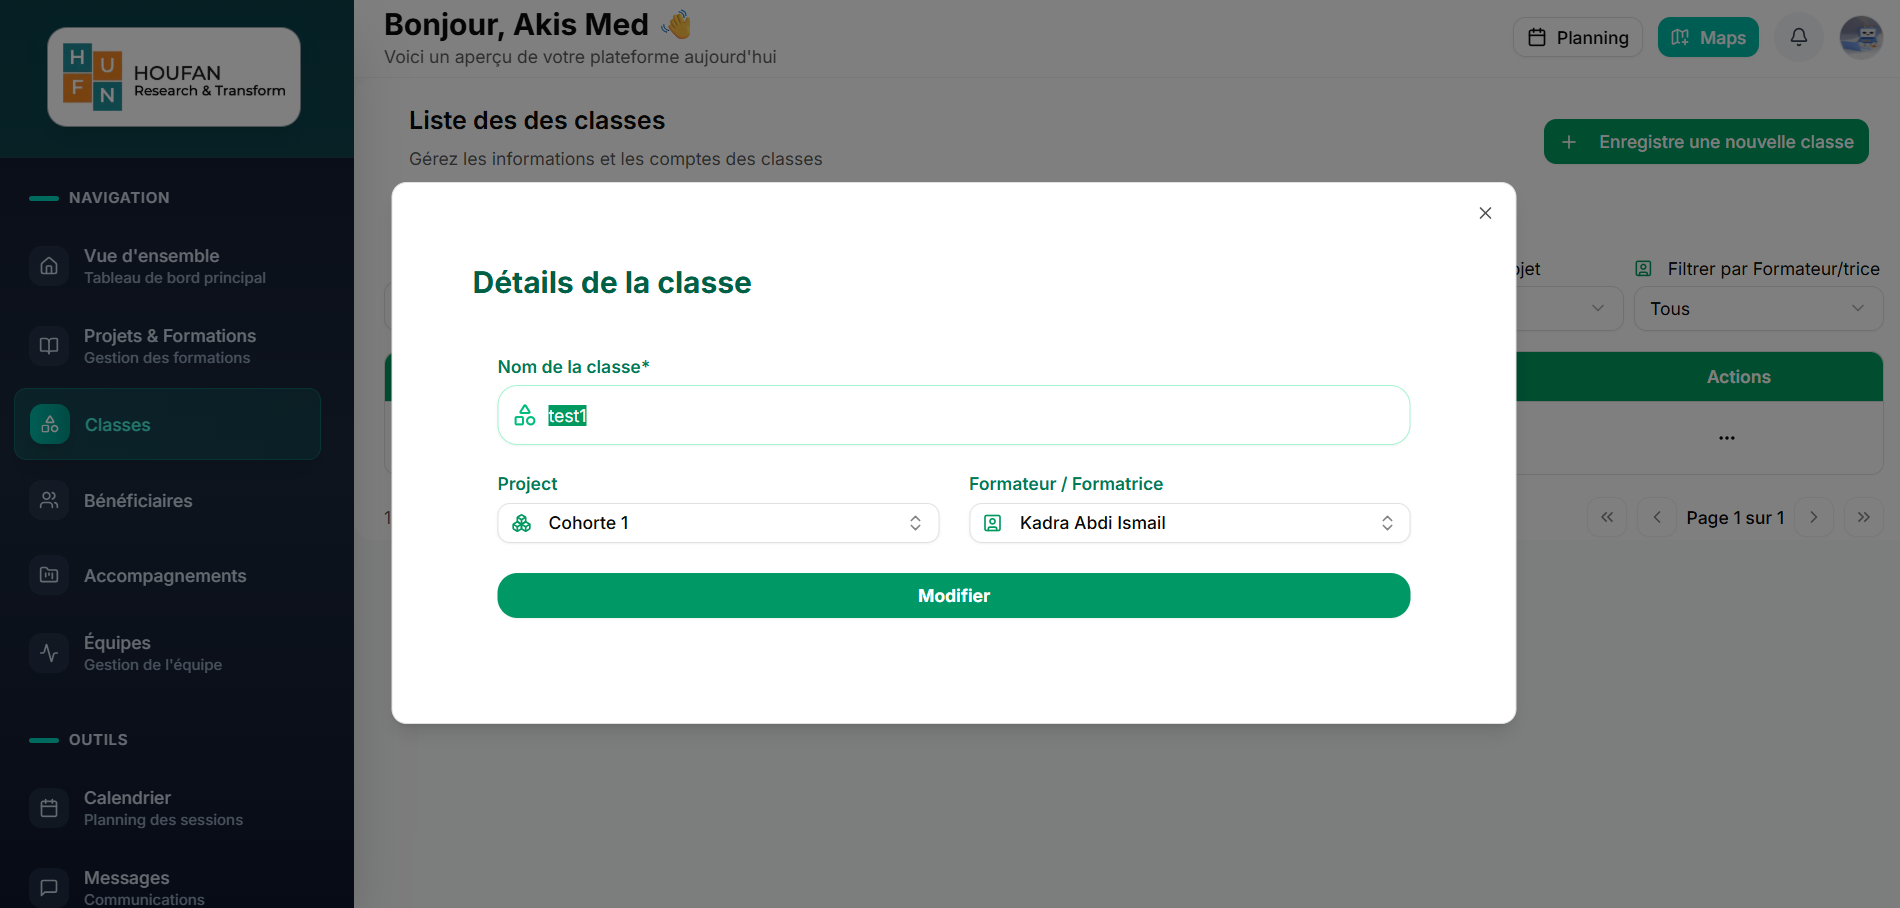 H
U
F
N
HOUFAN
Research & Transform
NAVIGATION
Vue d'ensemble
Tableau de bord principal
Projets & Formations
Gestion des formations
Classes
Bénéficiaires
Accompagnements
Équipes
Gestion de l'équipe
OUTILS
Calendrier
Planning des sessions
Messages
Communications
Bonjour, Akis Med 👋
Voici un aperçu de votre plateforme aujourd'hui
Planning
Maps
Liste des des classes
Gérez les informations et les comptes des classes
+ Enregistre une nouvelle classe
ojet
Filtrer par Formateur/trice
Tous
Actions
...
1
Page 1 sur 1
Détails de la classe
Nom de la classe*
test1
Project
Formateur / Formatrice
Cohorte 1
Kadra Abdi Ismail
Modifier